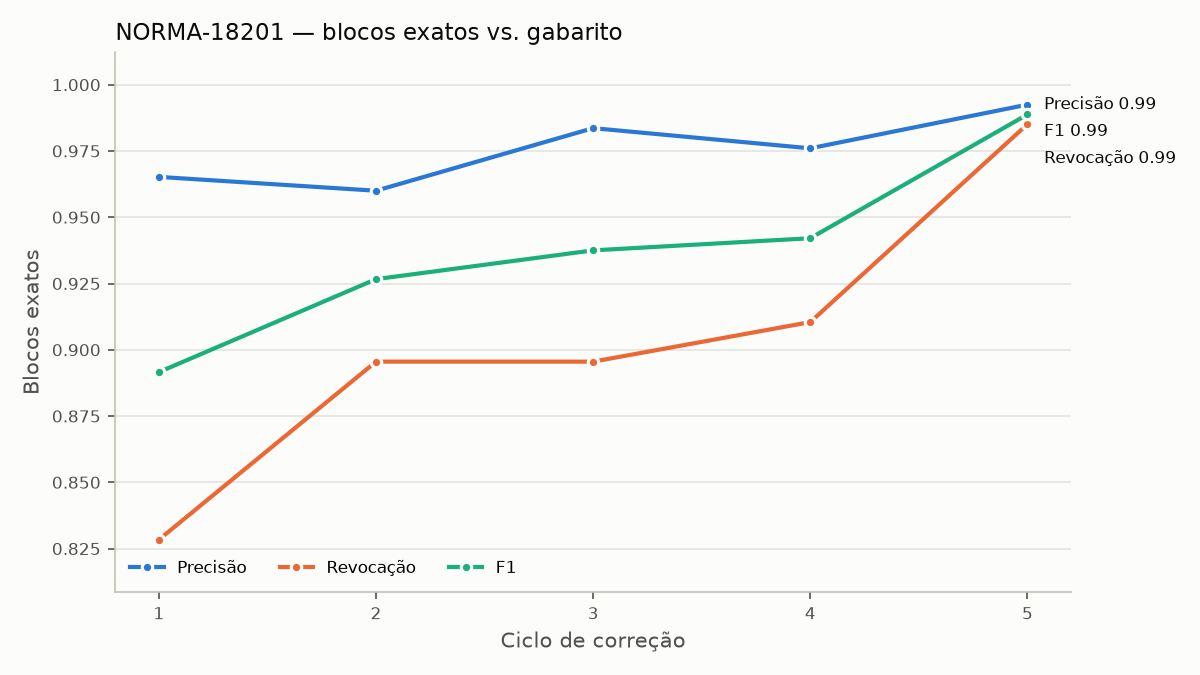 NORMA-18201 — blocos exatos vs. gabarito
Blocos exatos
1.000
0.975
0.950
0.925
0.900
0.875
0.850
0.825
Precisão 0.99
F1 0.99
Revocação 0.99
Precisão
Revocação
F1
1
2
3
4
5
Ciclo de correção